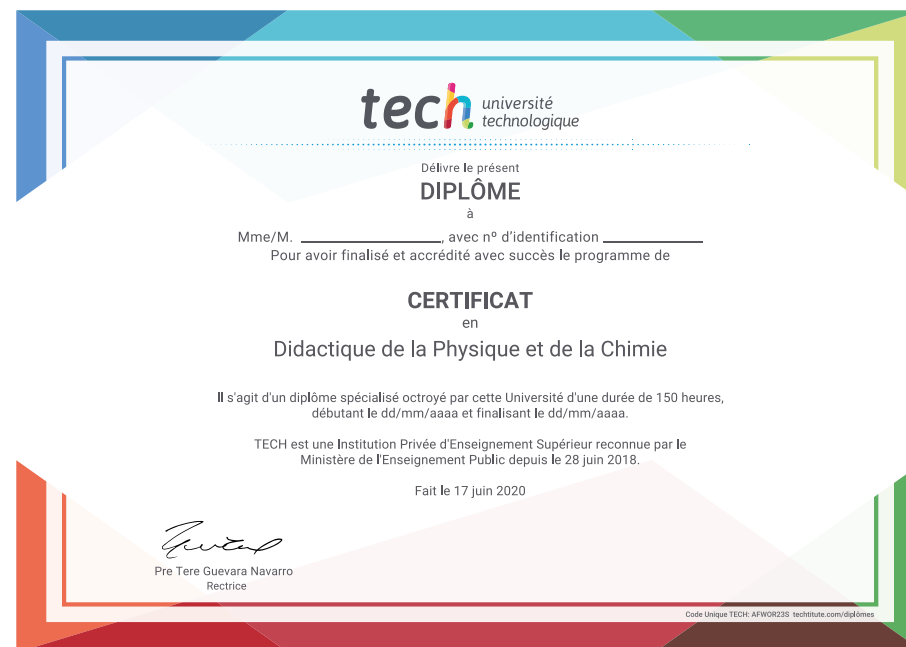 tech université
technologique
Délivre le présent
DIPLÔME
à
Mme/M. ____________________, avec nº d'identification ______________
Pour avoir finalisé et accrédité avec succès le programme de
CERTIFICAT
en
Didactique de la Physique et de la Chimie
Il s'agit d'un diplôme spécialisé octroyé par cette Université d'une durée de 150 heures,
débutant le dd/mm/aaaa et finalisant le dd/mm/aaaa.
TECH est une Institution Privée d'Enseignement Supérieur reconnue par le
Ministère de l'Enseignement Public depuis le 28 juin 2018.
Fait le 17 juin 2020
Pre Tere Guevara Navarro
Rectrice
Code Unique TECH: AFWOR23S techtitute.com/diplômes